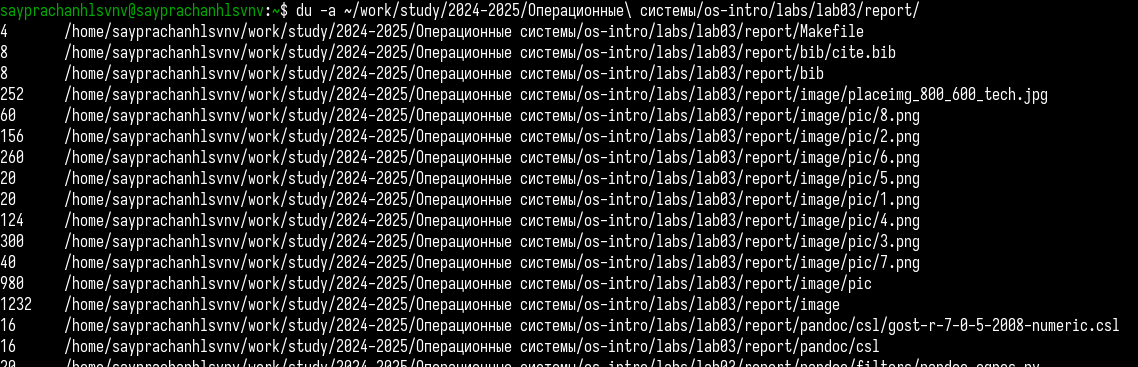 sayprachanhlsvnv@sayprachanhlsvnv:~$ du -a ~/work/study/2024-2025/Операционные\ системы/os-intro/labs/lab03/report/
4 /home/sayprachanhlsvnv/work/study/2024-2025/Операционные системы/os-intro/labs/lab03/report/Makefile
8 /home/sayprachanhlsvnv/work/study/2024-2025/Операционные системы/os-intro/labs/lab03/report/bib/cite.bib
8 /home/sayprachanhlsvnv/work/study/2024-2025/Операционные системы/os-intro/labs/lab03/report/bib
252 /home/sayprachanhlsvnv/work/study/2024-2025/Операционные системы/os-intro/labs/lab03/report/image/placeimg_800_600_tech.jpg
60 /home/sayprachanhlsvnv/work/study/2024-2025/Операционные системы/os-intro/labs/lab03/report/image/pic/8.png
156 /home/sayprachanhlsvnv/work/study/2024-2025/Операционные системы/os-intro/labs/lab03/report/image/pic/2.png
260 /home/sayprachanhlsvnv/work/study/2024-2025/Операционные системы/os-intro/labs/lab03/report/image/pic/6.png
20 /home/sayprachanhlsvnv/work/study/2024-2025/Операционные системы/os-intro/labs/lab03/report/image/pic/5.png
20 /home/sayprachanhlsvnv/work/study/2024-2025/Операционные системы/os-intro/labs/lab03/report/image/pic/1.png
124 /home/sayprachanhlsvnv/work/study/2024-2025/Операционные системы/os-intro/labs/lab03/report/image/pic/4.png
300 /home/sayprachanhlsvnv/work/study/2024-2025/Операционные системы/os-intro/labs/lab03/report/image/pic/3.png
40 /home/sayprachanhlsvnv/work/study/2024-2025/Операционные системы/os-intro/labs/lab03/report/image/pic/7.png
980 /home/sayprachanhlsvnv/work/study/2024-2025/Операционные системы/os-intro/labs/lab03/report/image/pic
1232 /home/sayprachanhlsvnv/work/study/2024-2025/Операционные системы/os-intro/labs/lab03/report/image
16 /home/sayprachanhlsvnv/work/study/2024-2025/Операционные системы/os-intro/labs/lab03/report/pandoc/csl/gost-r-7-0-5-2008-numeric.csl
16 /home/sayprachanhlsvnv/work/study/2024-2025/Операционные системы/os-intro/labs/lab03/report/pandoc/csl